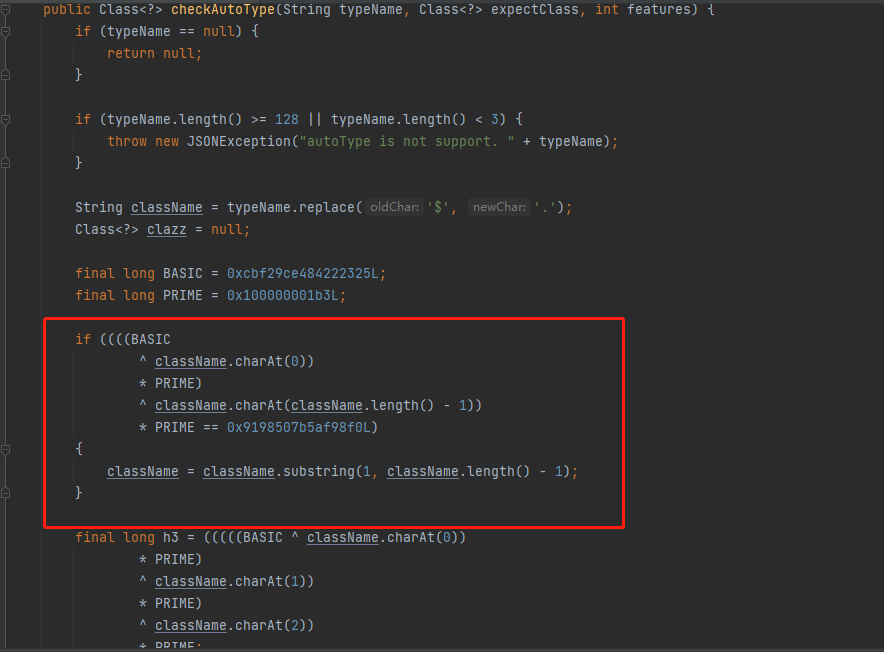 public Class<?> checkAutoType(String typeName, Class<?> expectClass, int features) {
if (typeName == null) {
return null;
}
if (typeName.length() >= 128 || typeName.length() < 3) {
throw new JSONException("autoType is not support. " + typeName);
}
String className = typeName.replace( oldChar: '$', newChar: '.');
Class<?> clazz = null;
final long BASIC = 0xcbf29ce484222325L;
final long PRIME = 0x100000001b3L;
if ((((BASIC
^ className.charAt(0))
* PRIME)
^ className.charAt(className.length() - 1))
* PRIME == 0x9198507b5af98f0L)
{
className = className.substring(1, className.length() - 1);
}
final long h3 = (((((BASIC ^ className.charAt(0))
* PRIME)
^ className.charAt(1))
* PRIME)
^ className.charAt(2))
* PRIME;